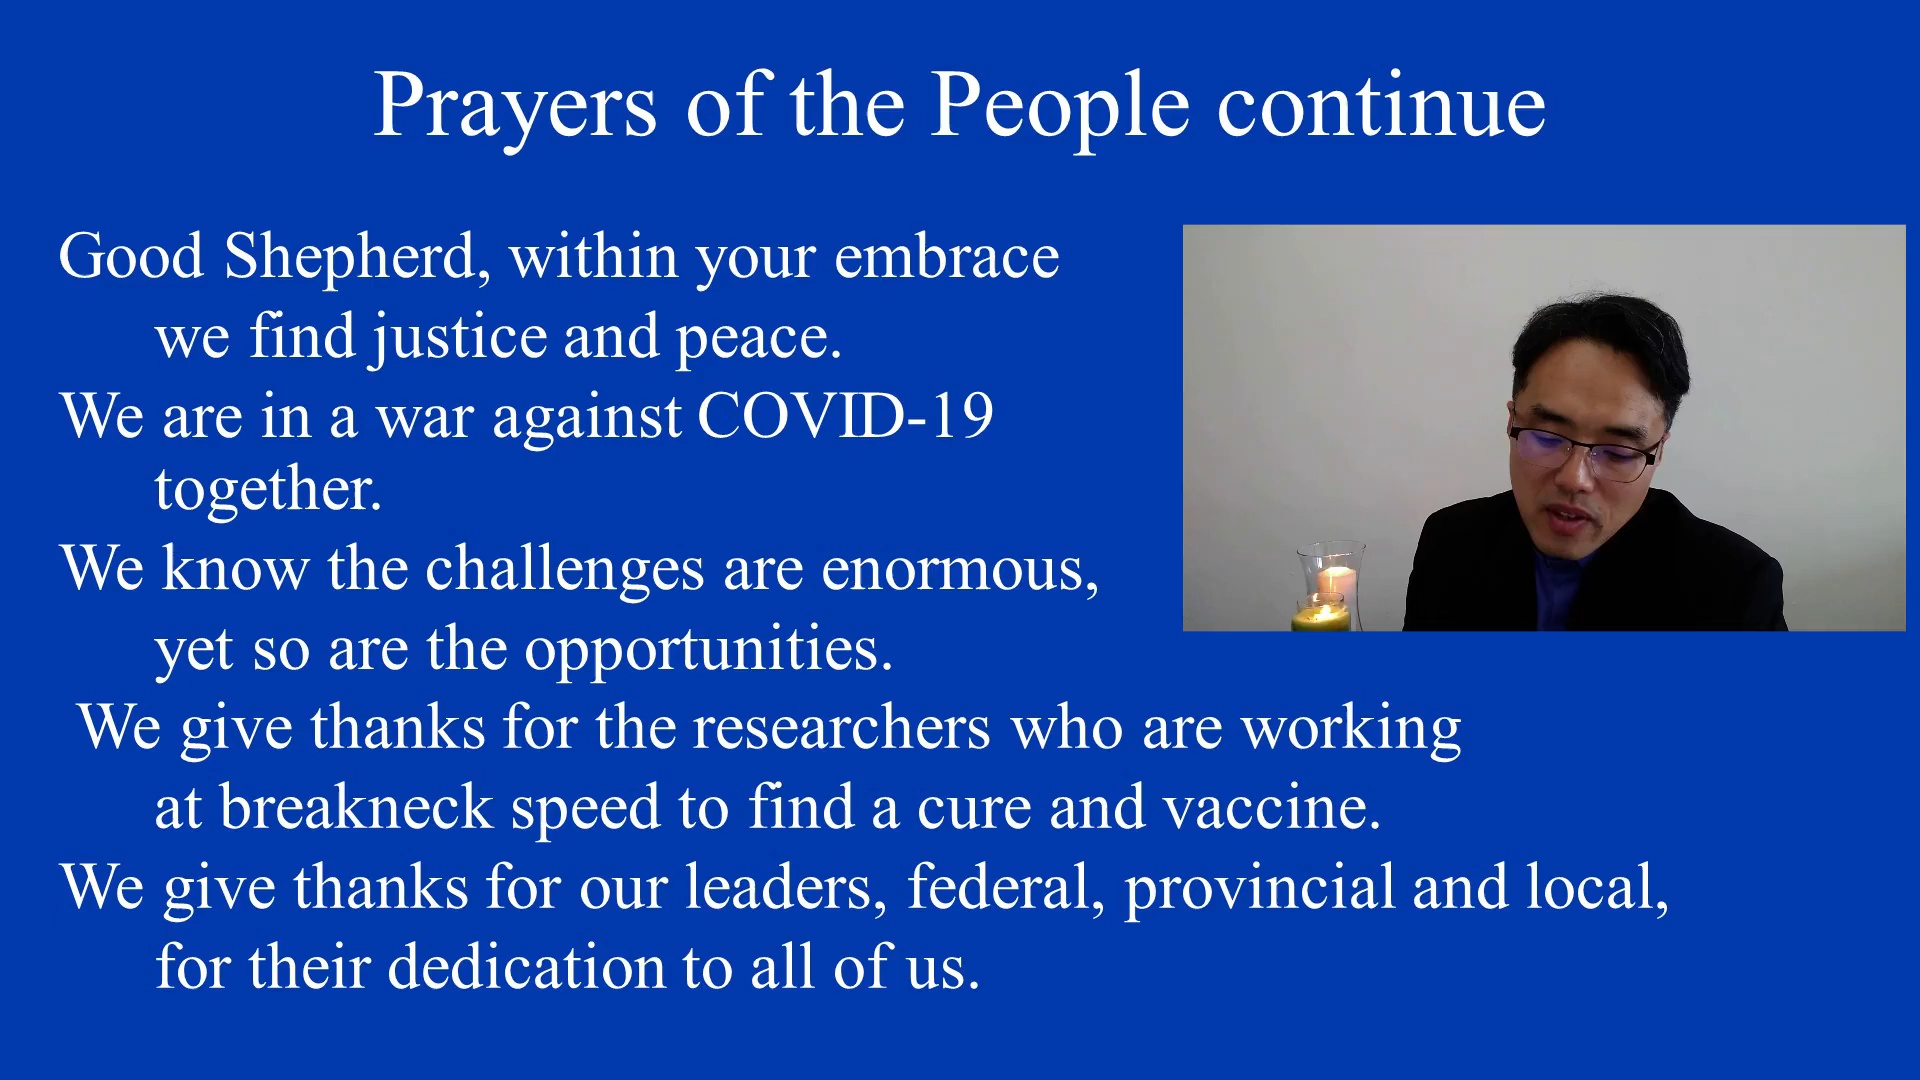 Prayers of the People continue
Good Shepherd, within your embrace
we find justice and peace.
We are in a war against COVID-19
together.
We know the challenges are enormous,
yet so are the opportunities.
We give thanks for the researchers who are working
at breakneck speed to find a cure and vaccine.
We give thanks for our leaders, federal, provincial and local,
for their dedication to all of us.